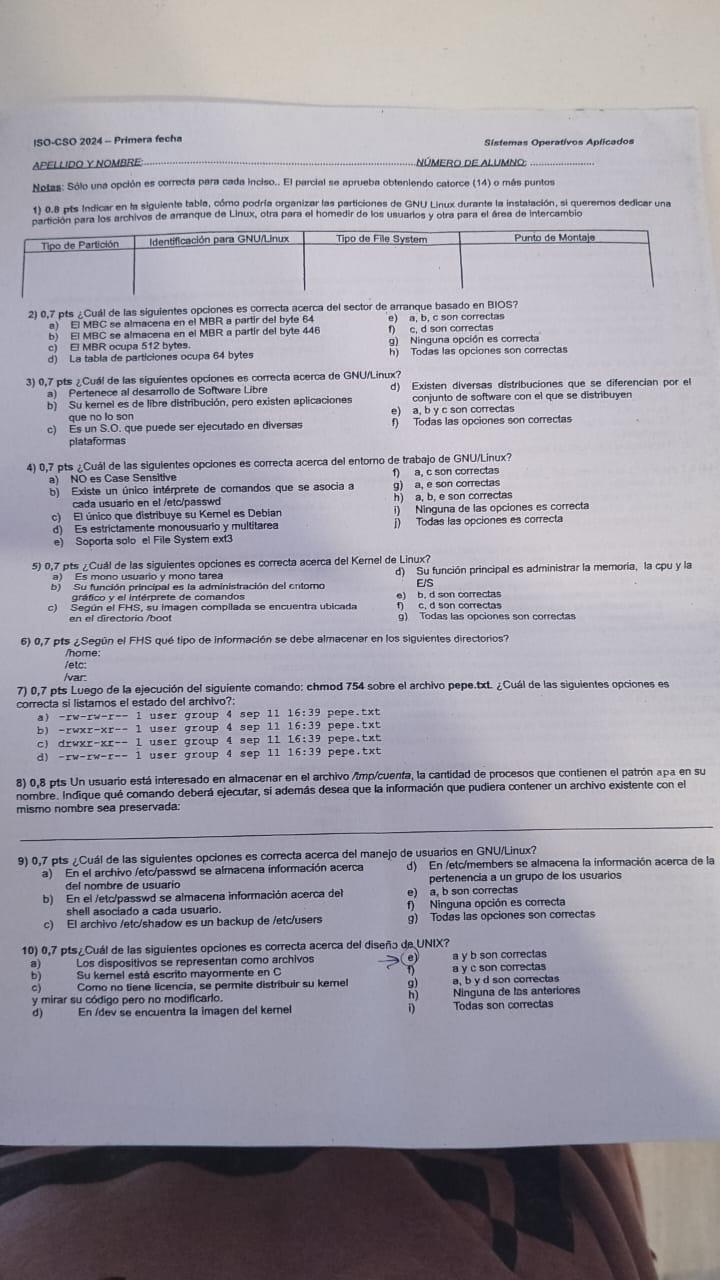 ISO-CSO 2024 – Primera fecha
Sistemas Operativos Aplicados
APELLIDO Y NOMBRE:
NÚMERO DE ALUMNO:
Notas: Sólo una opción es correcta para cada inciso.. El parcial se aprueba obteniendo catorce (14) o más puntos
1) 0.8 pts Indicar en la siguiente tabla, cómo podría organizar las particiones de GNU Linux durante la instalación, si queremos dedicar una
partición para los archivos de arranque de Linux, otra para el homedir de los usuarios y otra para el área de intercambio
Tipo de Partición Identificación para GNU/Linux Tipo de File System Punto de Montaje
2) 0,7 pts ¿Cuál de las siguientes opciones es correcta acerca del sector de arranque basado en BIOS?
a) El MBC se almacena en el MBR a partir del byte 64
b) El MBC se almacena en el MBR a partir del byte 446
c) El MBR ocupa 512 bytes.
d) La tabla de particiones ocupa 64 bytes
e) a, b, c son correctas
f) c, d son correctas
g) Ninguna opción es correcta
h) Todas las opciones son correctas
3) 0,7 pts ¿Cuál de las siguientes opciones es correcta acerca de GNU/Linux?
a) Pertenece al desarrollo de Software Libre
b) Su kernel es de libre distribución, pero existen aplicaciones
que no lo son
c) Es un S.O. que puede ser ejecutado en diversas
plataformas
d) Existen diversas distribuciones que se diferencian por el
conjunto de software con el que se distribuyen
e) a, b y c son correctas
f) Todas las opciones son correctas
4) 0,7 pts ¿Cuál de las siguientes opciones es correcta acerca del entorno de trabajo de GNU/Linux?
a) NO es Case Sensitive
b) Existe un único intérprete de comandos que se asocia a
cada usuario en el /etc/passwd
c) El único que distribuye su Kernel es Debian
d) Es estrictamente monousuario y multitarea
e) Soporta solo el File System ext3
f) a, c son correctas
g) a, e son correctas
h) a, b, e son correctas
i) Ninguna de las opciones es correcta
j) Todas las opciones es correcta
5) 0,7 pts ¿Cuál de las siguientes opciones es correcta acerca del Kernel de Linux?
a) Es mono usuario y mono tarea
b) Su función principal es la administración del entorno
gráfico y el intérprete de comandos
c) Según el FHS, su imagen compilada se encuentra ubicada
en el directorio /boot
d) Su función principal es administrar la memoria, la cpu y la
E/S
e) b, d son correctas
f) c, d son correctas
g) Todas las opciones son correctas
6) 0,7 pts ¿Según el FHS qué tipo de información se debe almacenar en los siguientes directorios?
/home:
/etc:
/var:
7) 0,7 pts Luego de la ejecución del siguiente comando: chmod 754 sobre el archivo pepe.txt. ¿Cuál de las siguientes opciones es
correcta si listamos el estado del archivo?:
a) -rw-rw-r-- 1 user group 4 sep 11 16:39 pepe.txt
b) -rwxr-xr-- 1 user group 4 sep 11 16:39 pepe.txt
c) drwxr-xr-- 1 user group 4 sep 11 16:39 pepe.txt
d) -rw-rw-r-- 1 user group 4 sep 11 16:39 pepe.txt
8) 0,8 pts Un usuario está interesado en almacenar en el archivo /tmp/cuenta, la cantidad de procesos que contienen el patrón apa en su
nombre. Indique qué comando deberá ejecutar, si además desea que la información que pudiera contener un archivo existente con el
mismo nombre sea preservada:
9) 0,7 pts ¿Cuál de las siguientes opciones es correcta acerca del manejo de usuarios en GNU/Linux?
a) En el archivo /etc/passwd se almacena información acerca
del nombre de usuario
b) En el /etc/passwd se almacena información acerca del
shell asociado a cada usuario.
c) El archivo /etc/shadow es un backup de /etc/users
d) En /etc/members se almacena la información acerca de la
pertenencia a un grupo de los usuarios
e) a, b son correctas
f) Ninguna opción es correcta
g) Todas las opciones son correctas
10) 0,7 pts¿Cuál de las siguientes opciones es correcta acerca del diseño de UNIX?
a) Los dispositivos se representan como archivos
b) Su kernel está escrito mayormente en C
c) Como no tiene licencia, se permite distribuir su kernel
y mirar su código pero no modificarlo.
d) En /dev se encuentra la imagen del kernel
e) a y b son correctas
f) a y c son correctas
g) a, b y d son correctas
h) Ninguna de las anteriores
i) Todas son correctas